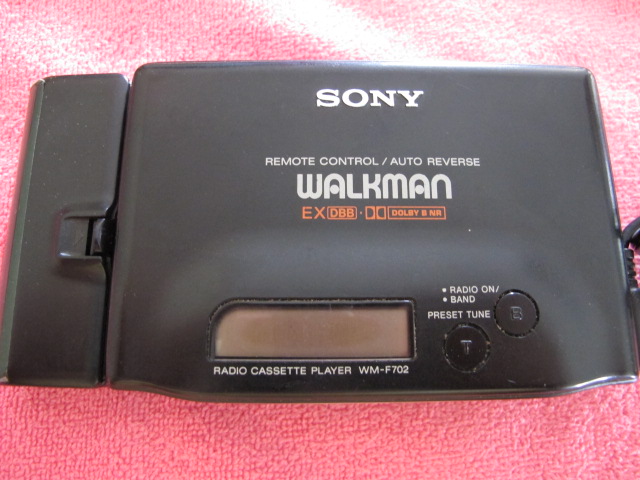 SONY
REMOTE CONTROL / AUTO REVERSE
WALKMAN
EX DBB · DOLBY B NR
• RADIO ON/
• BAND
PRESET TUNE B
T
RADIO CASSETTE PLAYER WM-F702